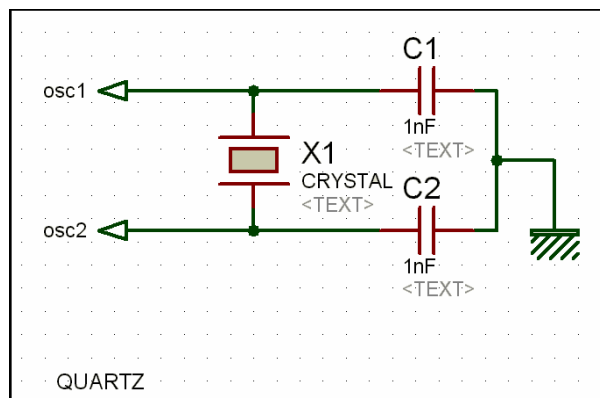 C1
osc1
1nF
<TEXT>
X1
CRYSTAL
<TEXT>
C2
osc2
1nF
<TEXT>
QUARTZ